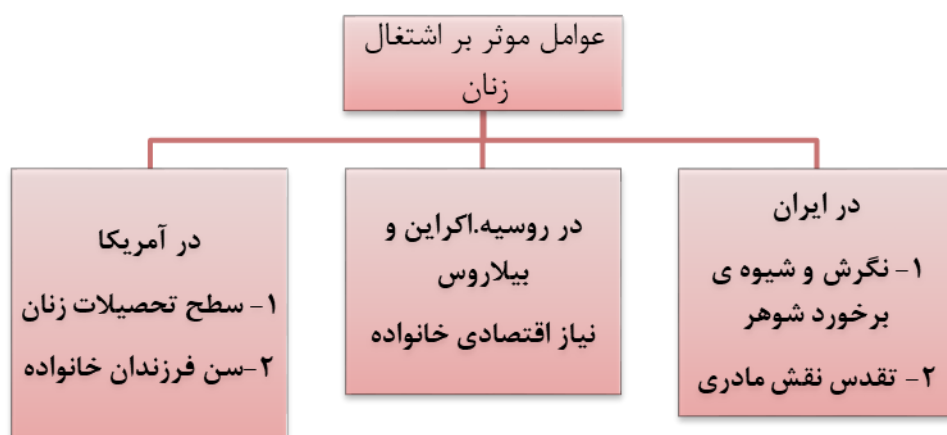 عوامل موثر بر اشتغال
زنان
در ایران
۱- نگرش و شیوه ی
برخورد شوهر
۲- تقدس نقش مادری
در روسیه.اکراین و
بیلاروس
نیاز اقتصادی خانواده
در آمریکا
۱- سطح تحصیلات زنان
۲-سن فرزندان خانواده